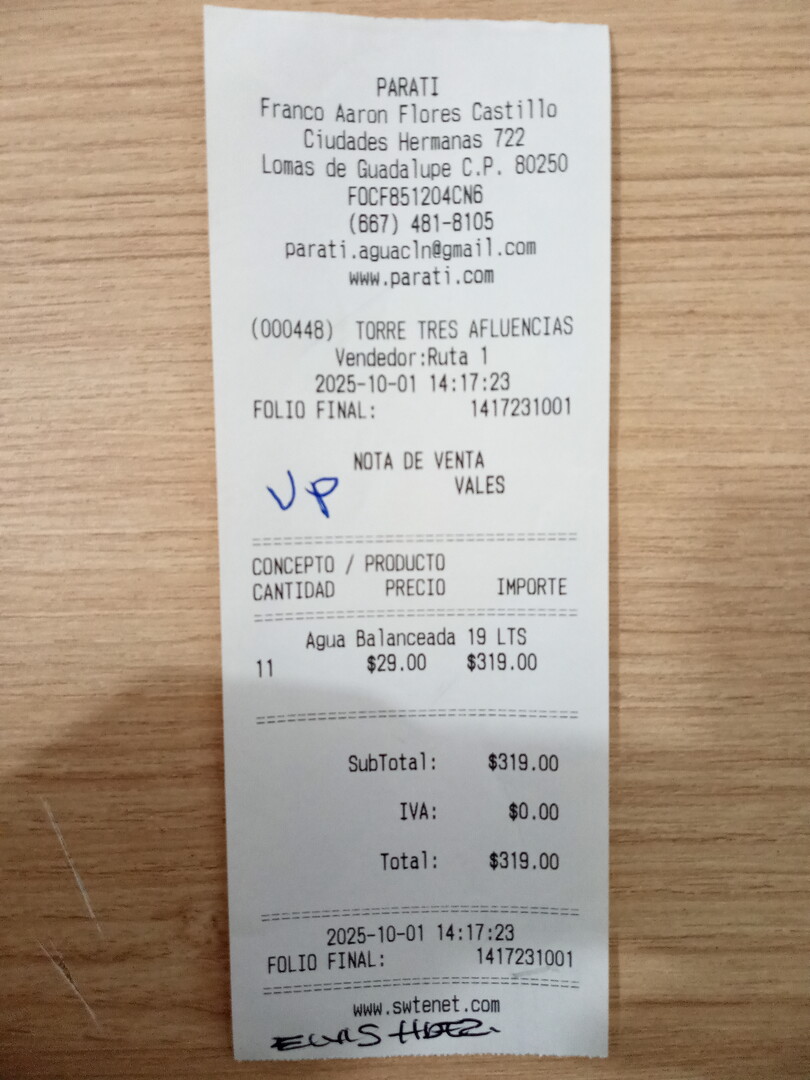 PARATI
Franco Aaron Flores Castillo
Ciudades Hermanas 722
Lomas de Guadalupe C.P. 80250
FOCF851204CN6
(667) 481-8105
parati.aguacln@gmail.com
www.parati.com
(000448) TORRE TRES AFLUENCIAS
Vendedor:Ruta 1
2025-10-01 14:17:23
FOLIO FINAL: 1417231001
NOTA DE VENTA
VP VALES
==============================
CONCEPTO / PRODUCTO
CANTIDAD PRECIO IMPORTE
==============================
Agua Balanceada 19 LTS
11 $29.00 $319.00
==============================
SubTotal: $319.00
IVA: $0.00
Total: $319.00
==============================
2025-10-01 14:17:23
FOLIO FINAL: 1417231001
==============================
www.swtenet.com